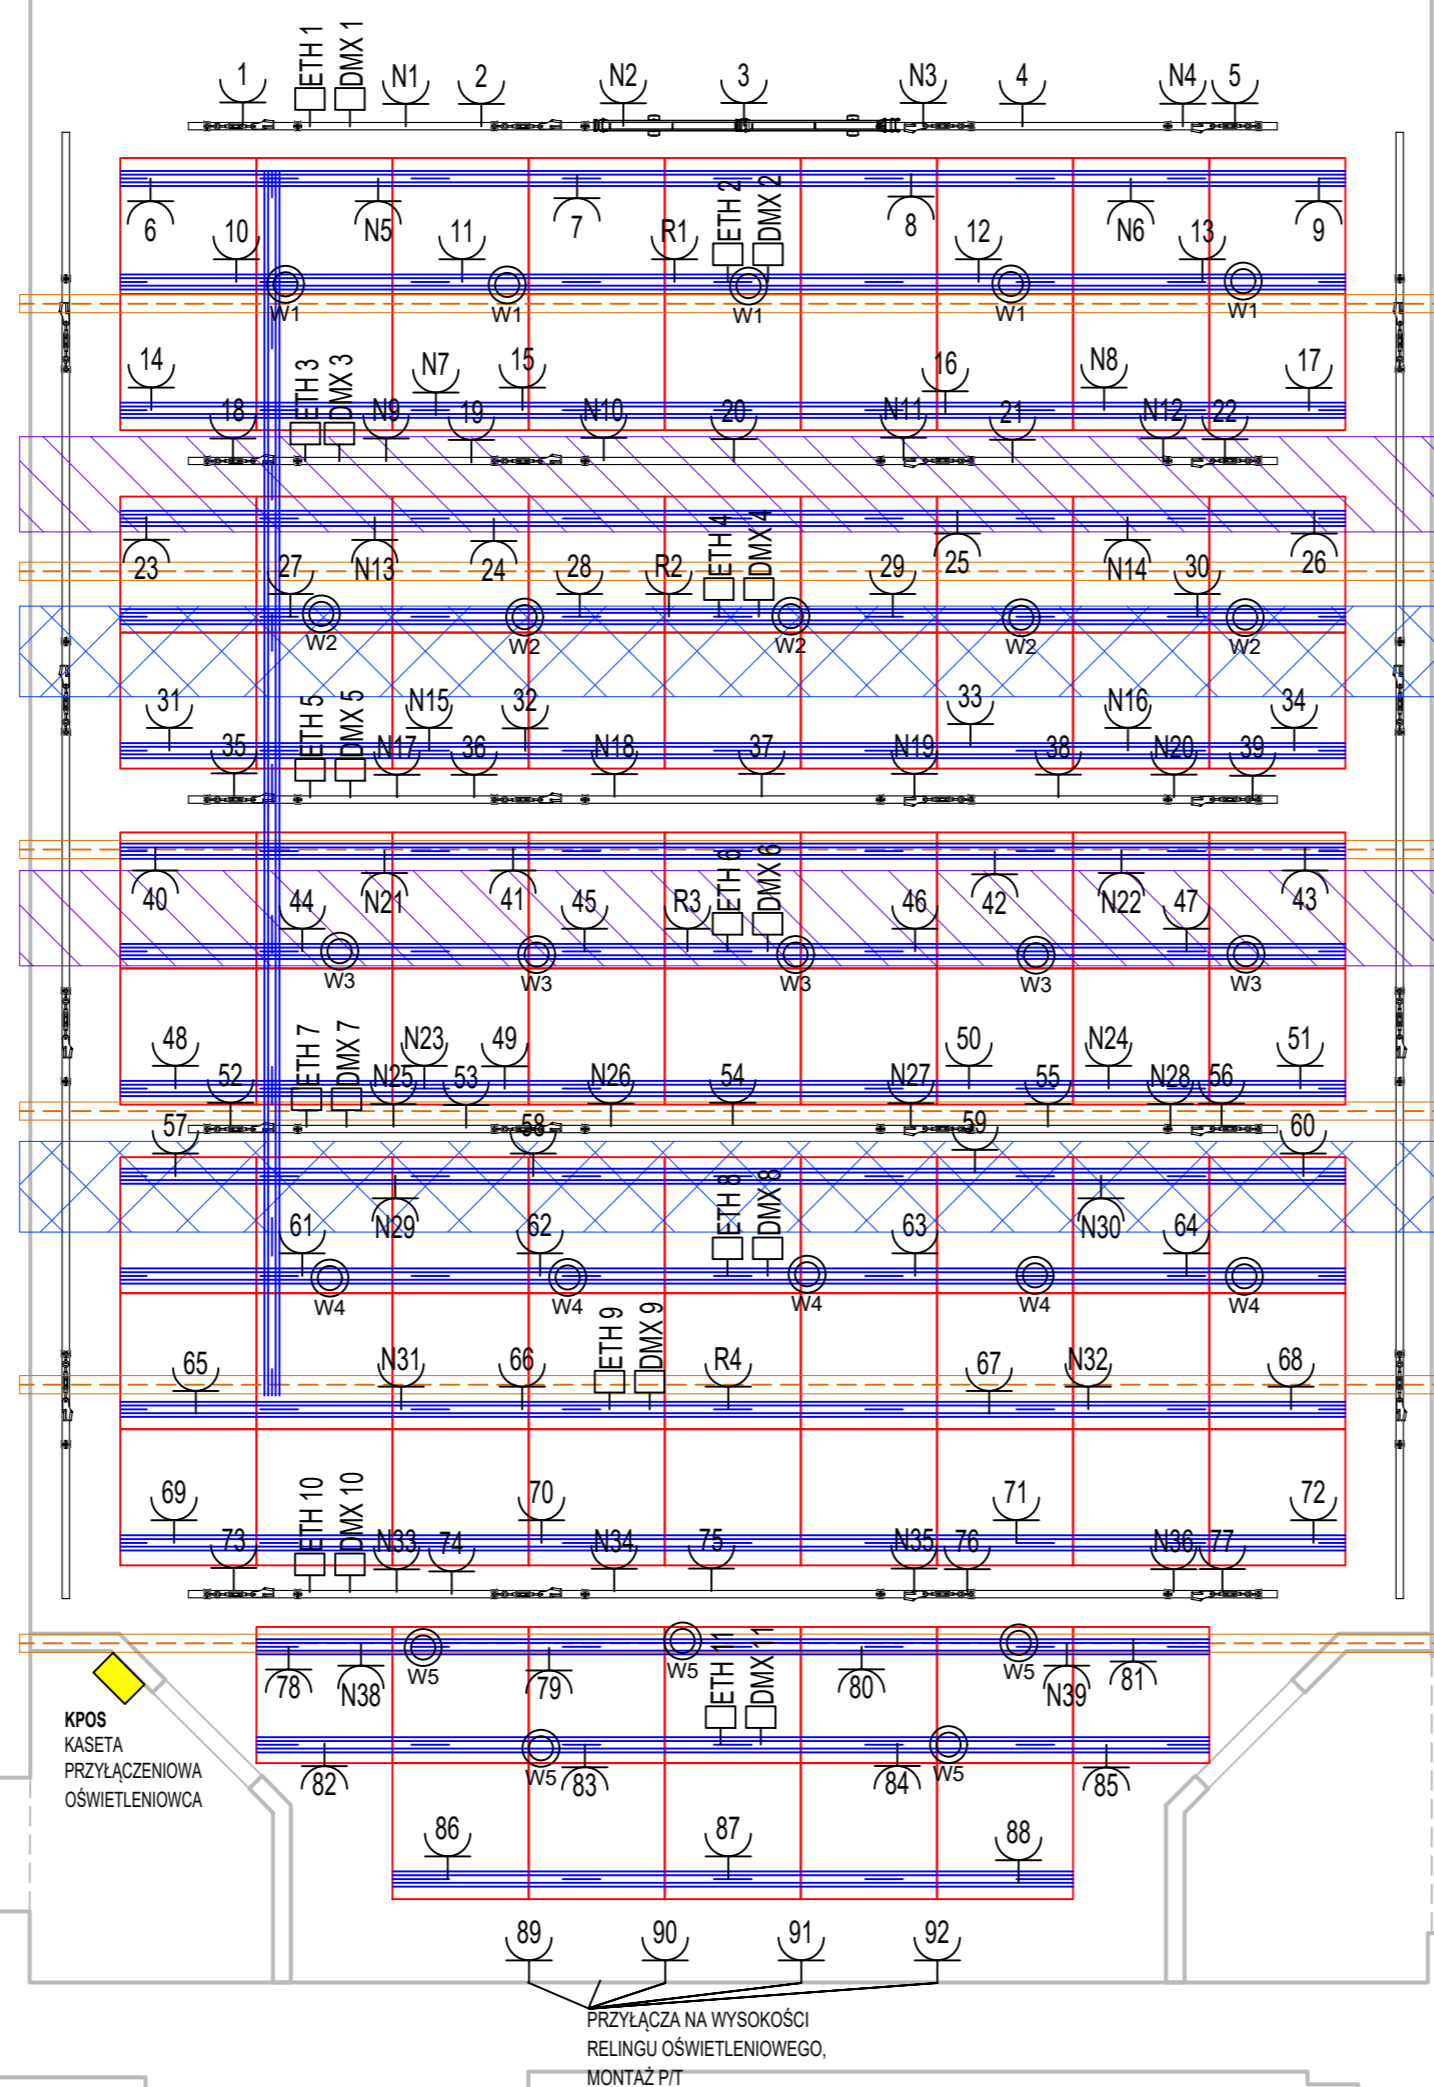 1 ETH 1 DMX 1 N1 2 N2 3 N3 4 N4 5
6 N5 7 ETH 2 DMX 2 8 N6 9
10 11 R1 12 13
W1 W1 W1 W1 W1
14 ETH 3 DMX 3 N7 15 16 N8 17
18 N9 19 N10 20 N11 21 N12 22
23 N13 24 ETH 4 DMX 4 25 N14 26
27 28 R2 29 30
W2 W2 W2 W2 W2
31 ETH 5 DMX 5 N15 32 33 N16 34
35 N17 36 N18 37 N19 38 N20 39
40 N21 41 ETH 6 DMX 6 42 N22 43
44 45 R3 46 47
W3 W3 W3 W3 W3
48 ETH 7 DMX 7 N23 49 50 N24 51
52 N25 53 N26 54 N27 55 N28 56
57 58 59 60
N29 ETH 8 DMX 8 N30
61 62 63 64
W4 W4 W4 W4 W4
65 N31 66 ETH 9 DMX 9 R4 67 N32 68
69 ETH 10 DMX 10 70 71 72
73 N33 74 N34 75 N35 76 N36 77
78 N38 79 W5 ETH 11 DMX 11 80 W5 N39 81
82 W5 83 84 W5 85
KPOS
KASETA
PRZYŁĄCZENIOWA
OŚWIETLENIOWCA
86 87 88
89 90 91 92
PRZYŁĄCZA NA WYSOKOŚCI
RELINGU OŚWIETLENIOWEGO,
MONTAŻ P/T